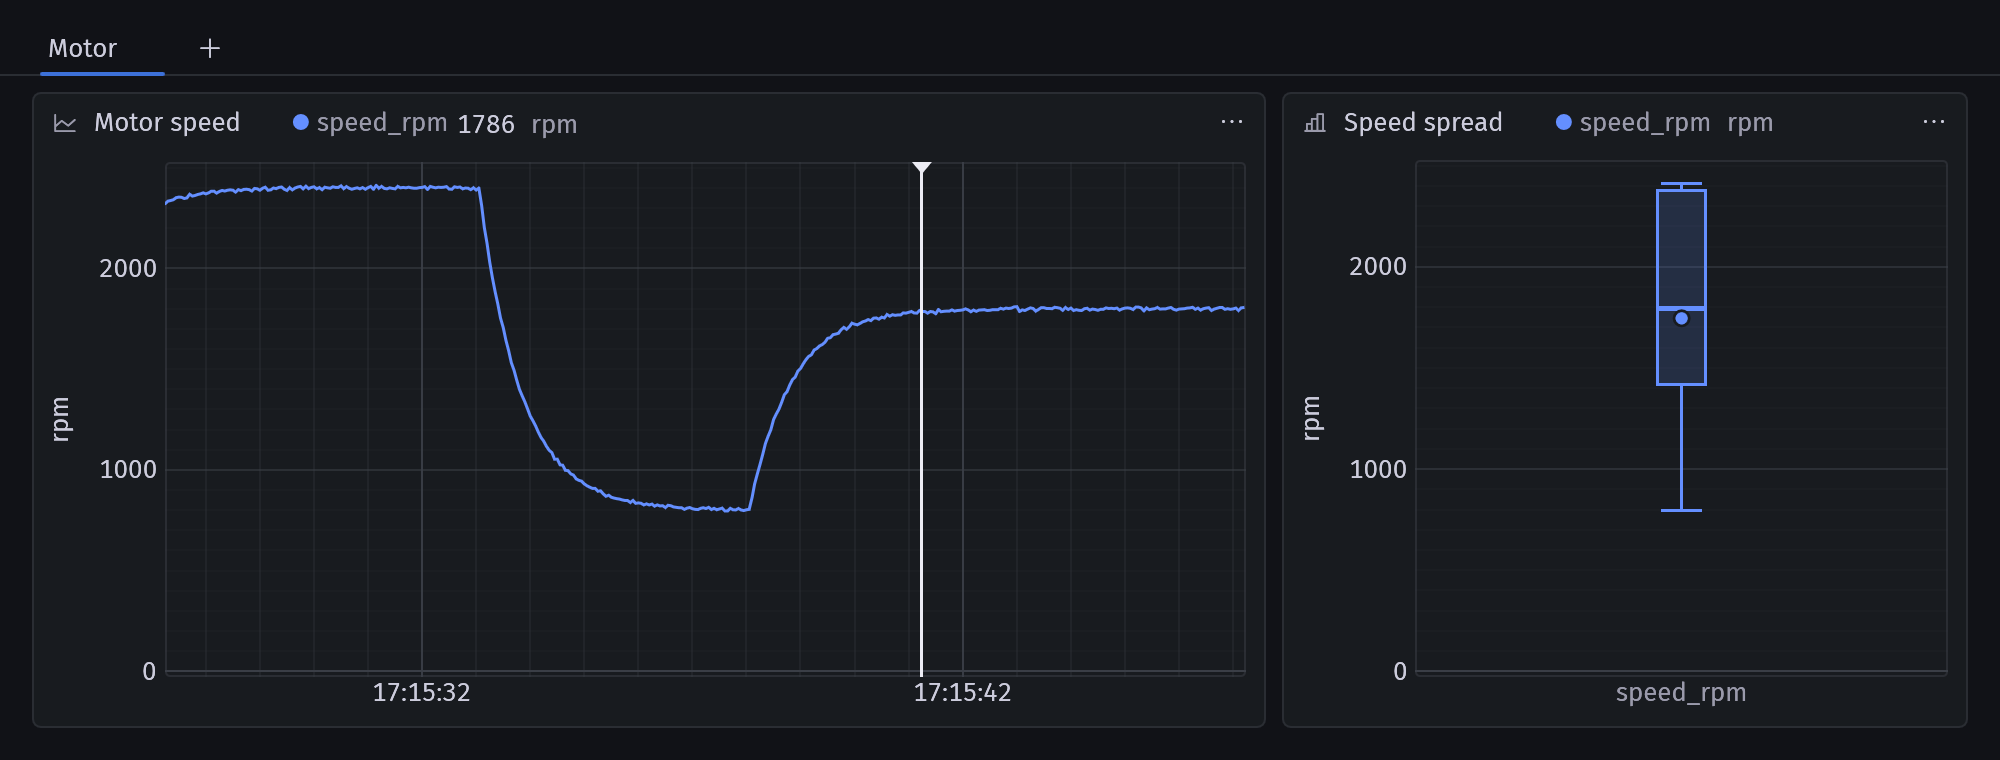 Motor +
Motor speed speed_rpm 1786 rpm ...
2000
1000
0
rpm
17:15:32 17:15:42
Speed spread speed_rpm rpm ...
2000
1000
0
rpm
speed_rpm